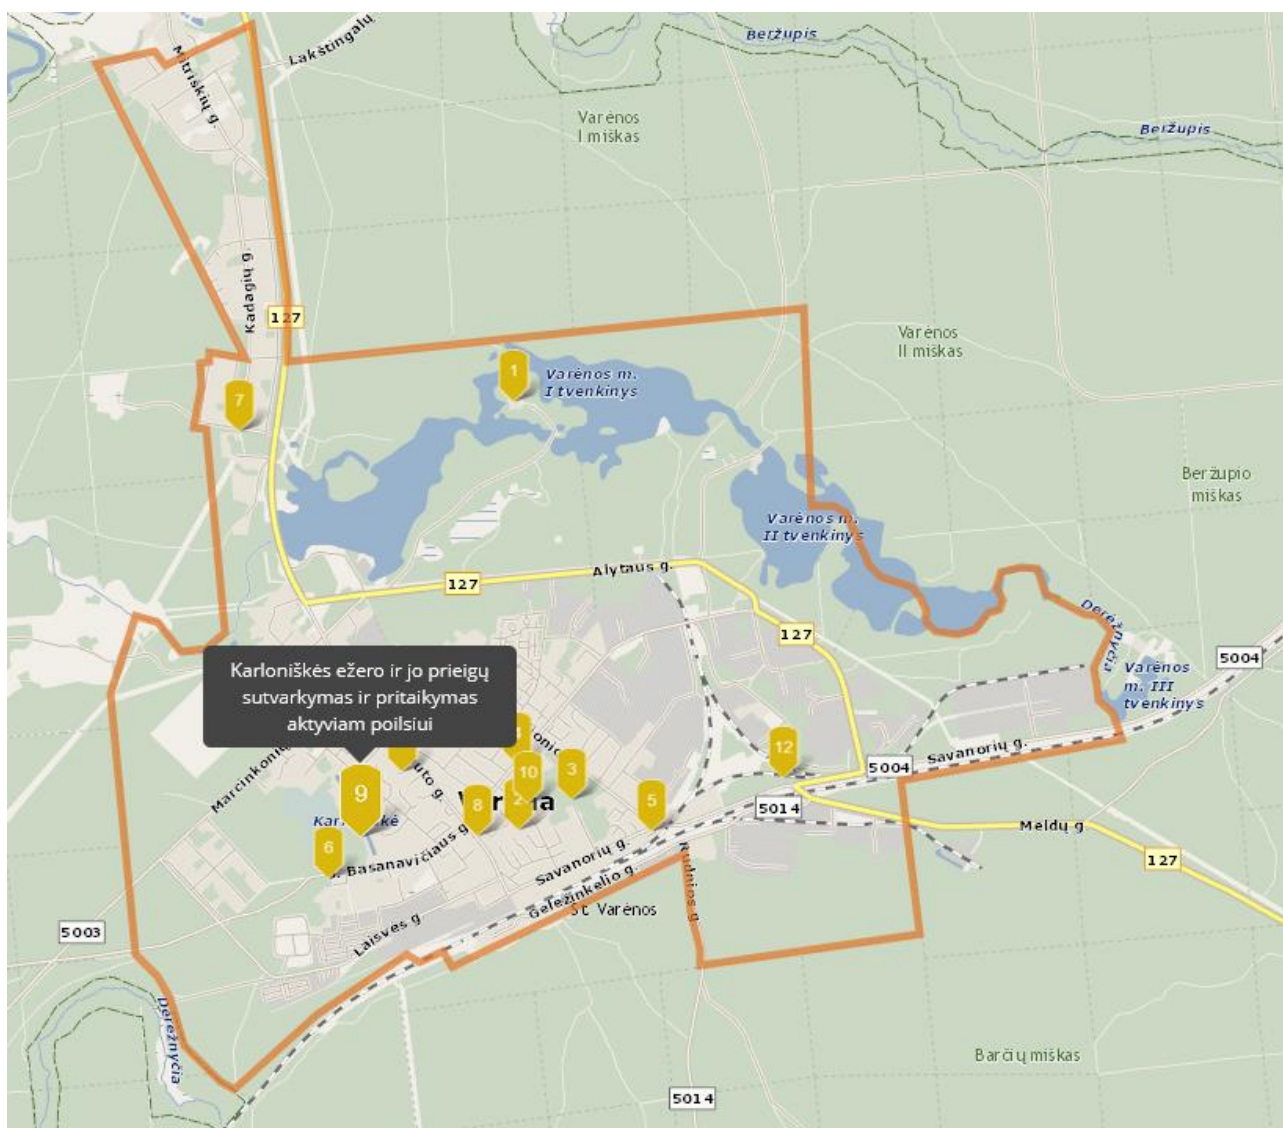 Beržupis
Lakštingalų
Mitriškių g.
Varėnos
I miškas
Beržupis
Kadagių g.
127
Varėnos
II miškas
1
Varėnos m.
I tvenkinys
7
Beržupio
miškas
Varėnos m.
II tvenkinys
Alytaus g.
127
Derėžnyčia
127
5004
Karloniškės ežero ir jo prieigų
sutvarkymas ir pritaikymas
aktyviam poilsiui
Varėnos
m. III
tvenkinys
Savanorių g.
12
5004
10
3
9
8
2
5
5014
Meldų g.
127
6
Basanavičiaus g.
Savanorių g.
Geležinkelio g.
Rudnios g.
St. Varėnos
Laisvės g.
5003
Derėžnyčia
Barčių miškas
5014